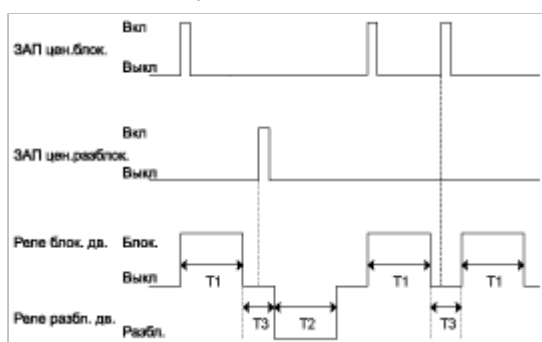 Вкл
ЗАП цен.блок.
Выкл
Вкл
ЗАП цен.разблок.
Выкл
Реле блок. дв. Блок.
Выкл
T1 T1 T1
T3 T2 T3
Реле разбл. дв. Разбл.